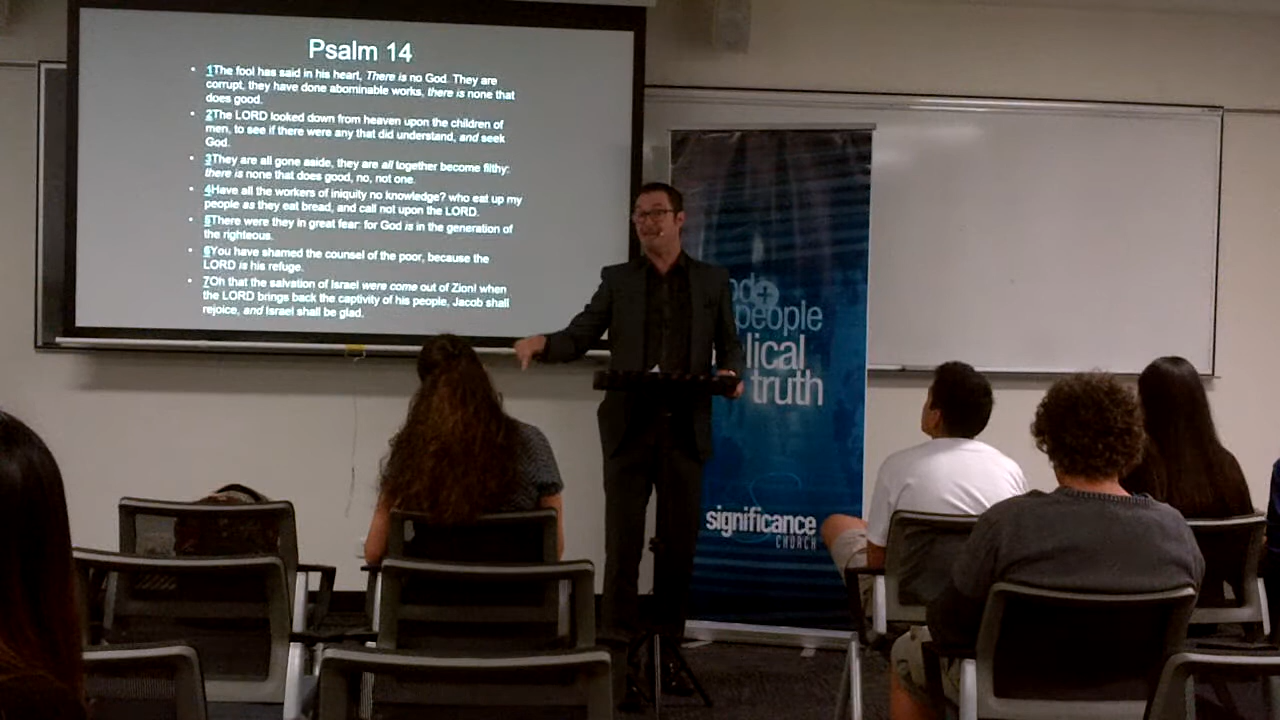 Psalm 14
• 1The fool has said in his heart, There is no God. They are
corrupt, they have done abominable works, there is none that
does good.
• 2The LORD looked down from heaven upon the children of
men, to see if there were any that did understand, and seek
God.
• 3They are all gone aside, they are all together become filthy:
there is none that does good, no, not one.
• 4Have all the workers of iniquity no knowledge? who eat up my
people as they eat bread, and call not upon the LORD.
• 5There were they in great fear: for God is in the generation of
the righteous.
• 6You have shamed the counsel of the poor, because the
LORD is his refuge.
• 7Oh that the salvation of Israel were come out of Zion! when
the LORD brings back the captivity of his people, Jacob shall
rejoice, and Israel shall be glad.
+
people
truth
significance
CHURCH